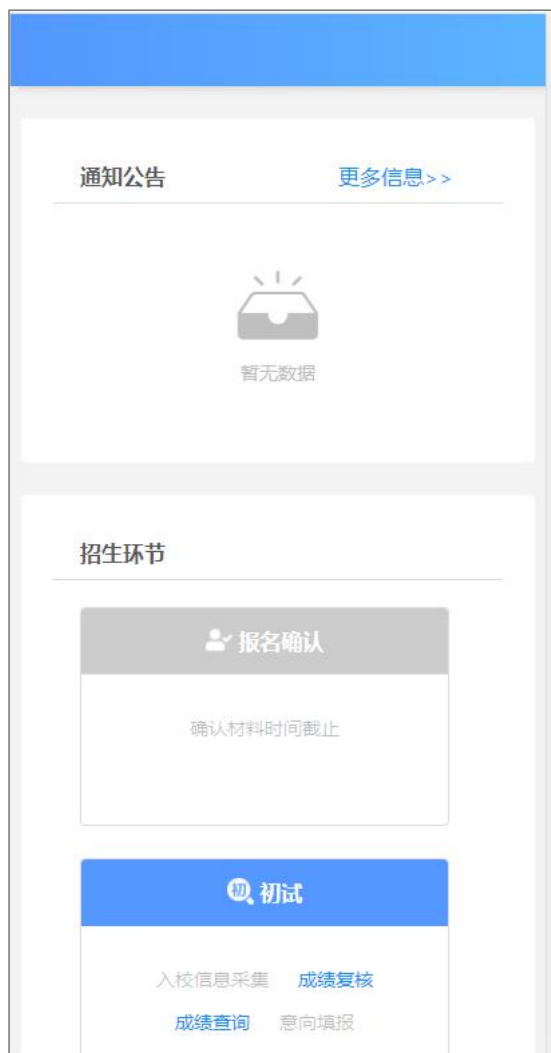 通知公告 更多信息>>
暂无数据
招生环节
报名确认
确认材料时间截止
初 初试
入校信息采集 成绩复核
成绩查询 意向填报